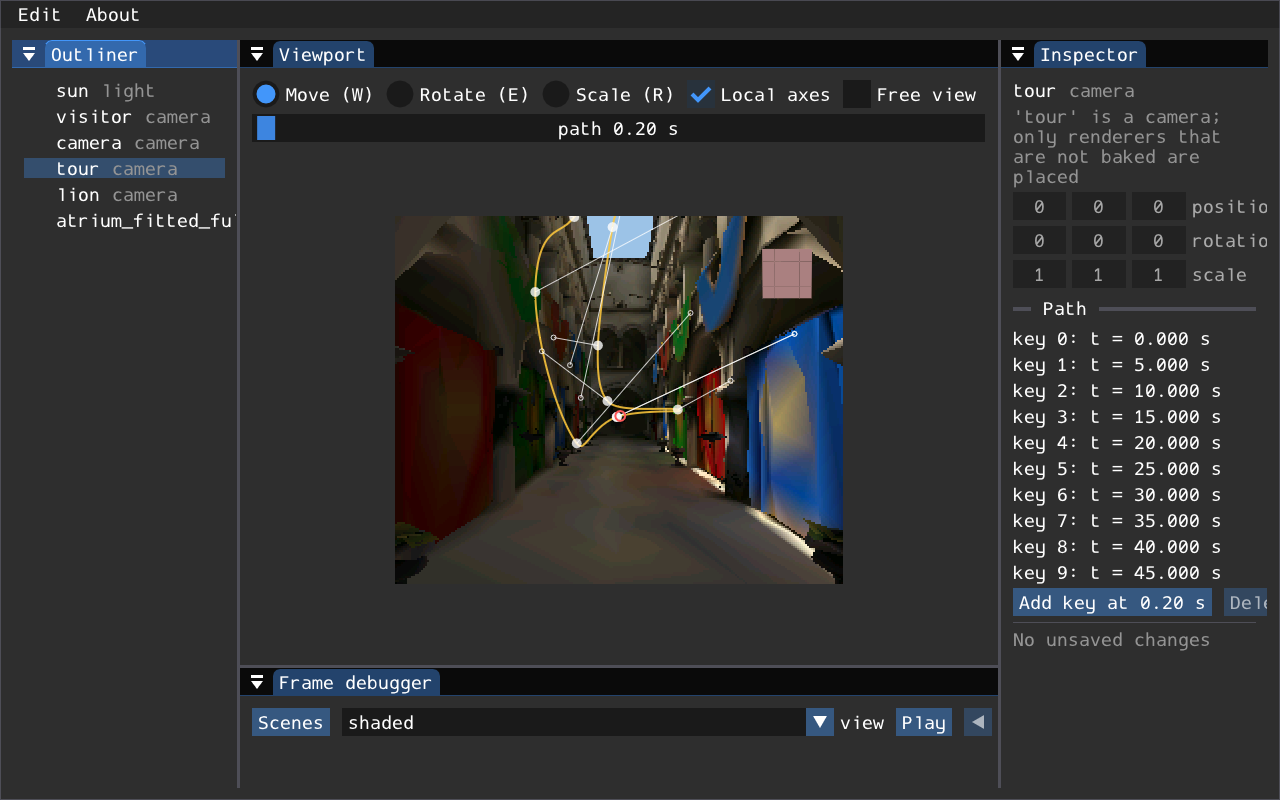 Edit About
Outliner
sun light
visitor camera
camera camera
tour camera
lion camera
atrium_fitted_fu
Viewport
Move (W) Rotate (E) Scale (R) Local axes Free view
path 0.20 s
Frame debugger
Scenes shaded view Play
Inspector
tour camera
'tour' is a camera;
only renderers that
are not baked are
placed
0 0 0 positio
0 0 0 rotatio
1 1 1 scale
Path
key 0: t = 0.000 s
key 1: t = 5.000 s
key 2: t = 10.000 s
key 3: t = 15.000 s
key 4: t = 20.000 s
key 5: t = 25.000 s
key 6: t = 30.000 s
key 7: t = 35.000 s
key 8: t = 40.000 s
key 9: t = 45.000 s
Add key at 0.20 s Dele
No unsaved changes